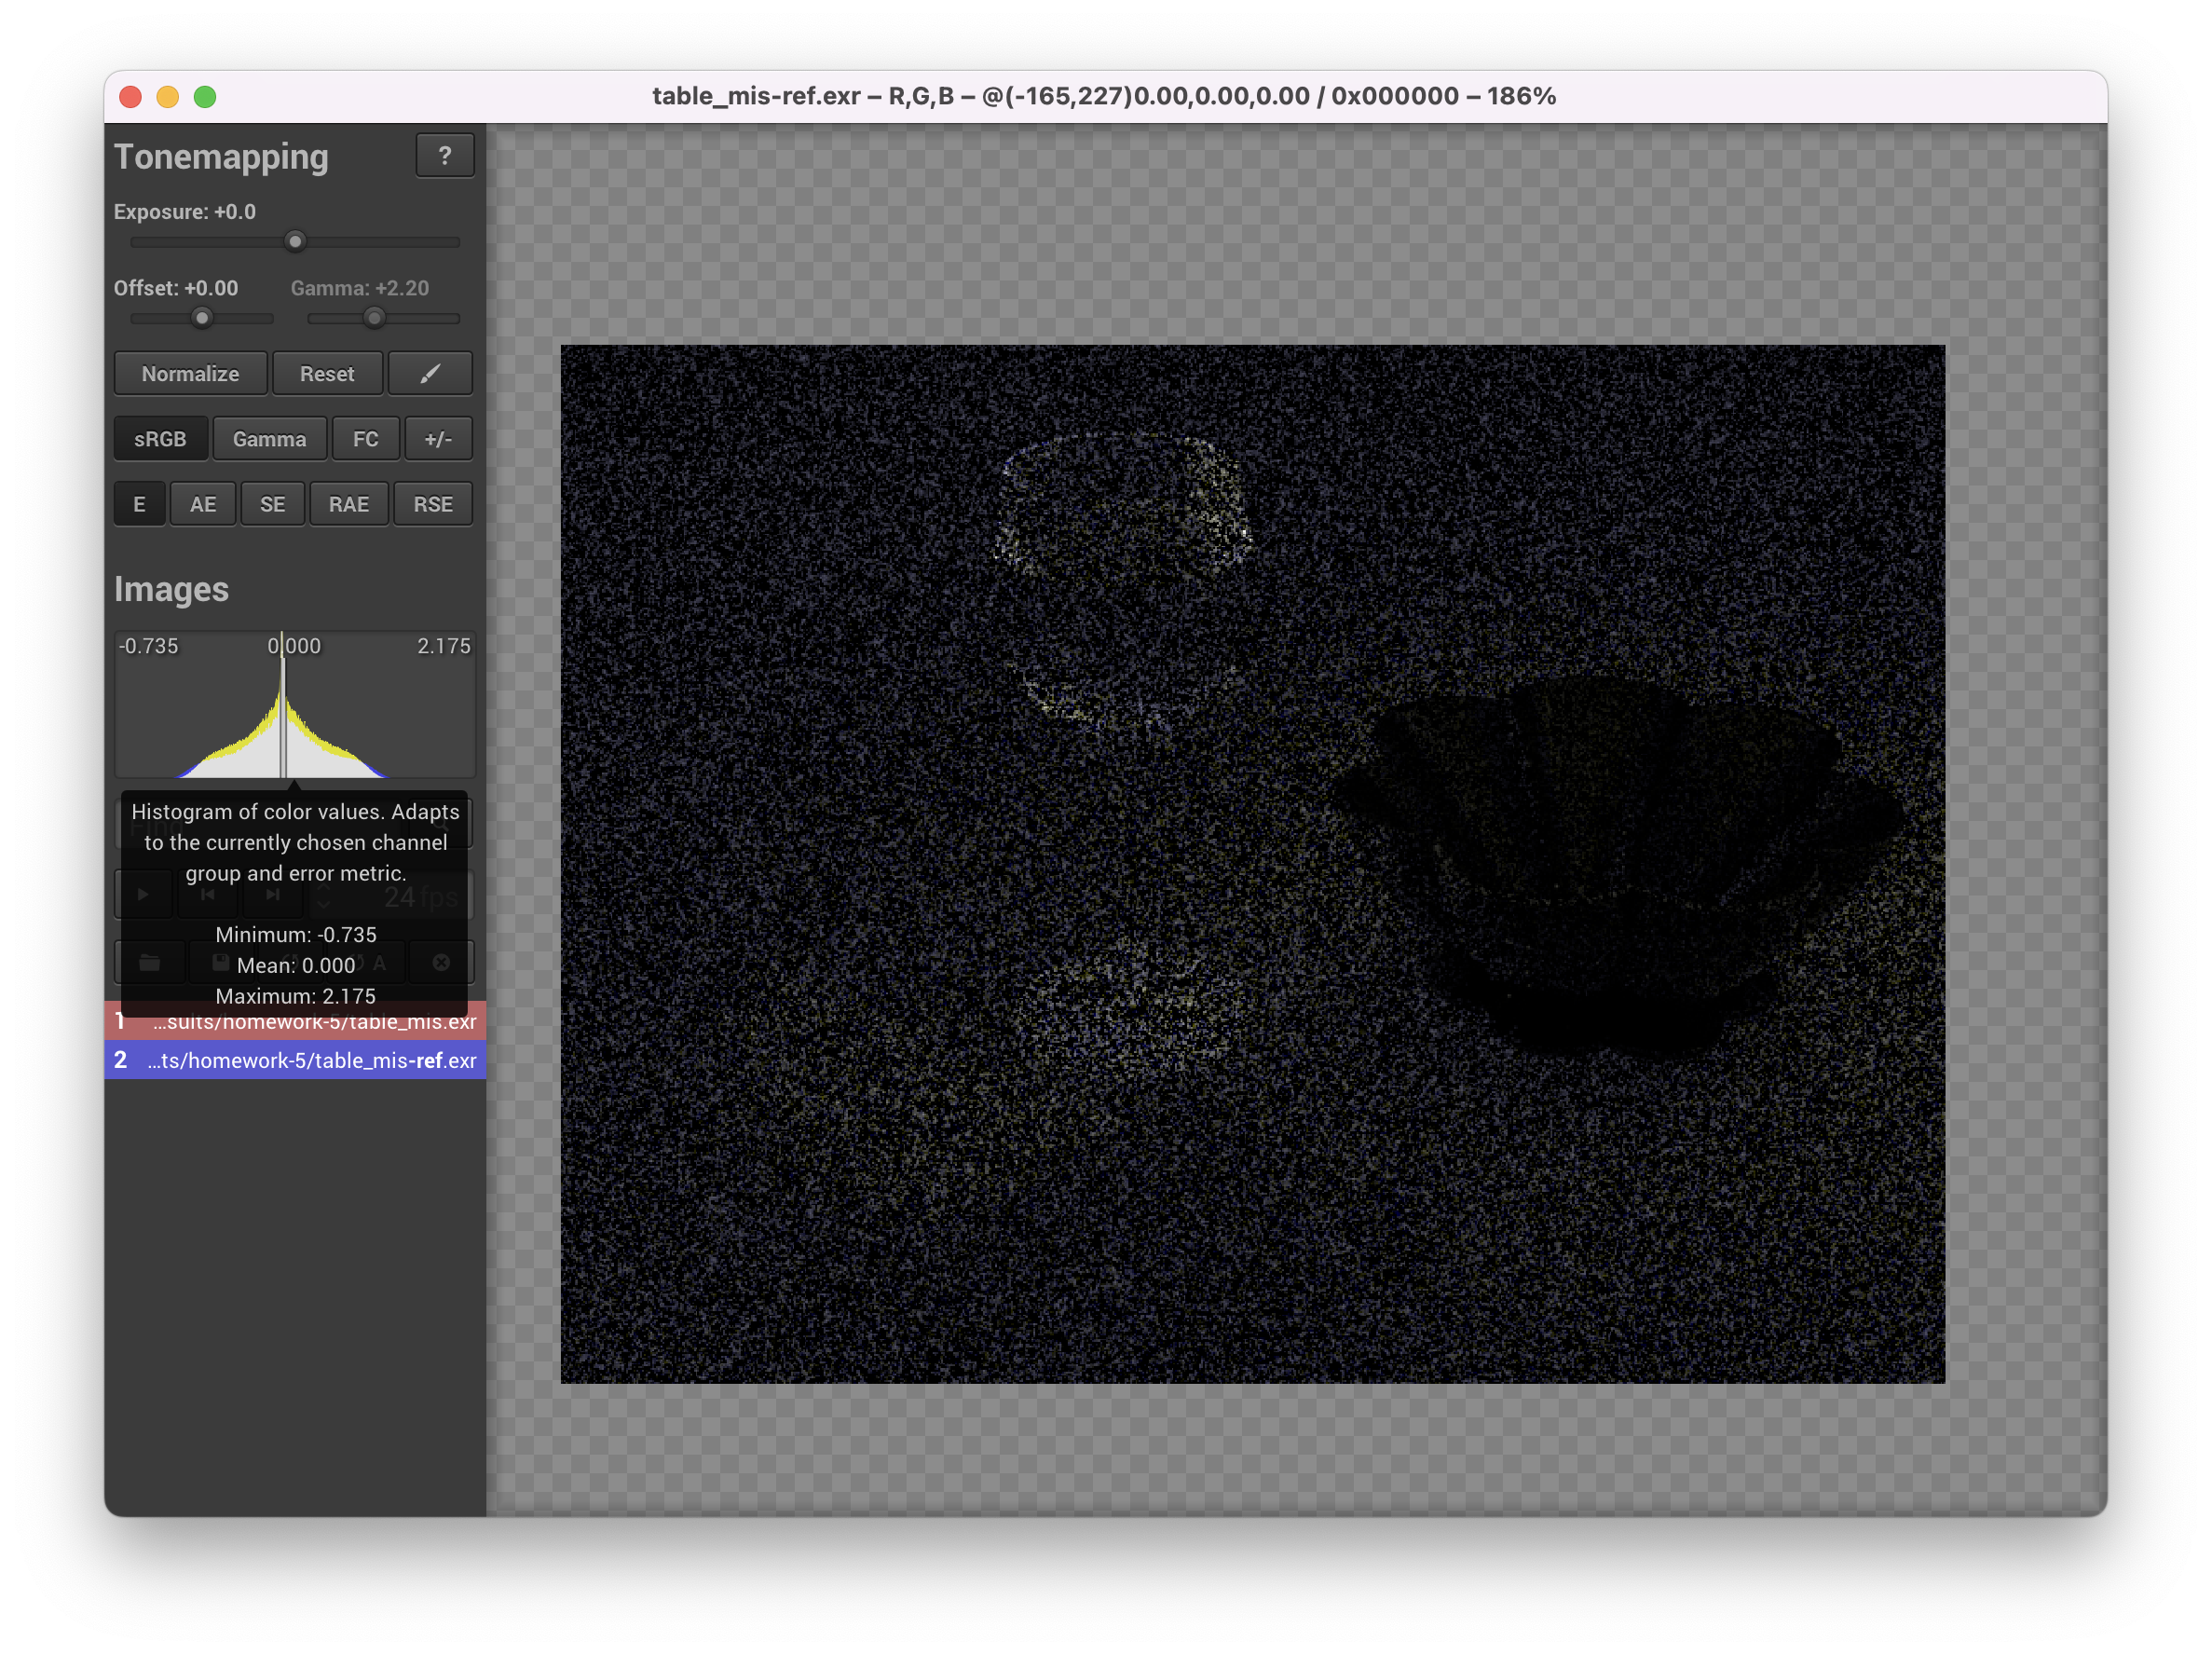 table_mis-ref.exr – R,G,B – @(-165,227)0.00,0.00,0.00 / 0x000000 – 186%
Tonemapping
?
Exposure: +0.0
Offset: +0.00 Gamma: +2.20
Normalize Reset
sRGB Gamma FC +/-
E AE SE RAE RSE
Images
-0.735 0.000 2.175
Histogram of color values. Adapts
to the currently chosen channel
group and error metric.
24 fps
Minimum: -0.735
Mean: 0.000
A
Maximum: 2.175
1 ...sults/homework-5/table_mis.exr
2 ...ts/homework-5/table_mis-ref.exr